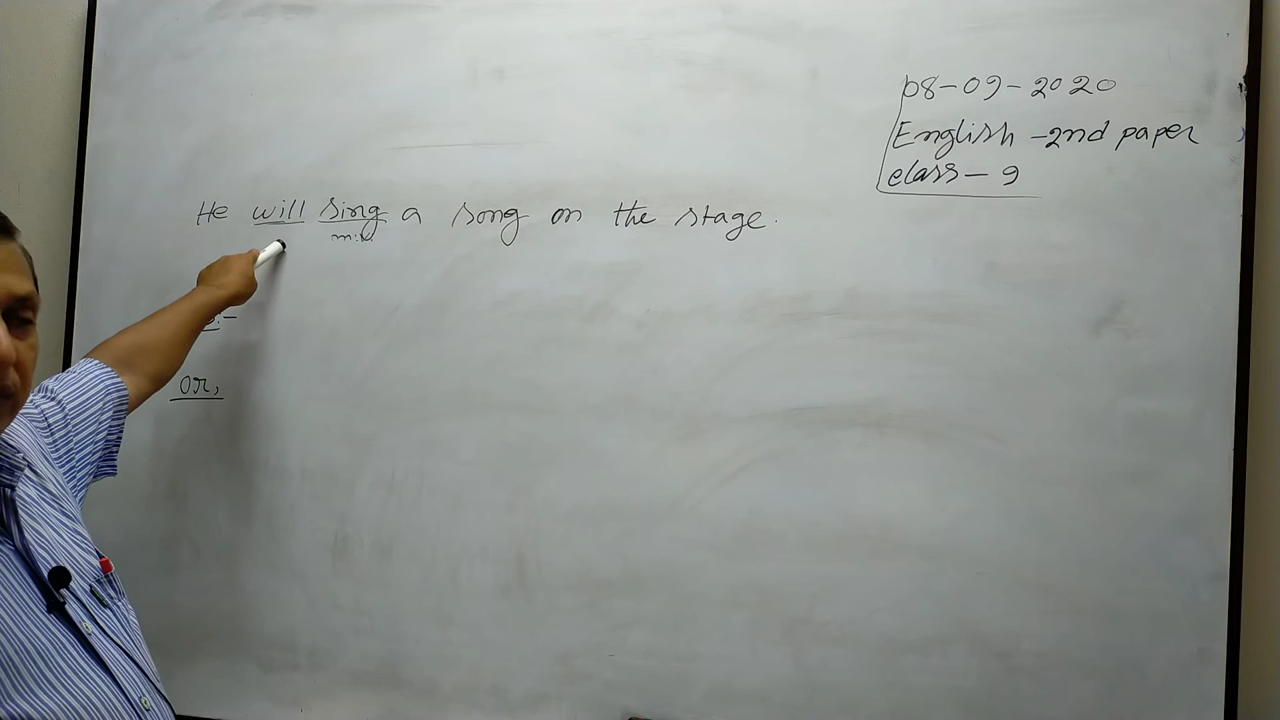 08-09-2020
English -2nd paper
class - 9
He will sing a song on the stage.
or,